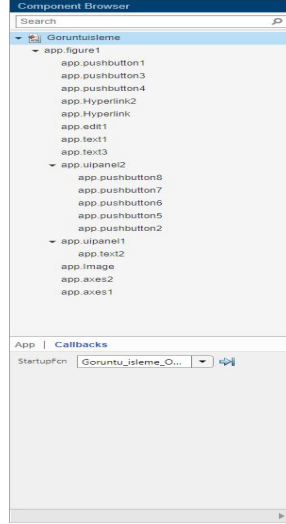 Component Browser
Search
Goruntuisleme
app.figure1
app.pushbutton1
app.pushbutton3
app.pushbutton4
app.Hyperlink2
app.Hyperlink
app.edit1
app.text1
app.text3
app.uipanel2
app.pushbutton8
app.pushbutton7
app.pushbutton6
app.pushbutton5
app.pushbutton2
app.uipanel1
app.text2
app.Image
app.axes2
app.axes1
App | Callbacks
StartupFcn Goruntu_isleme_O...